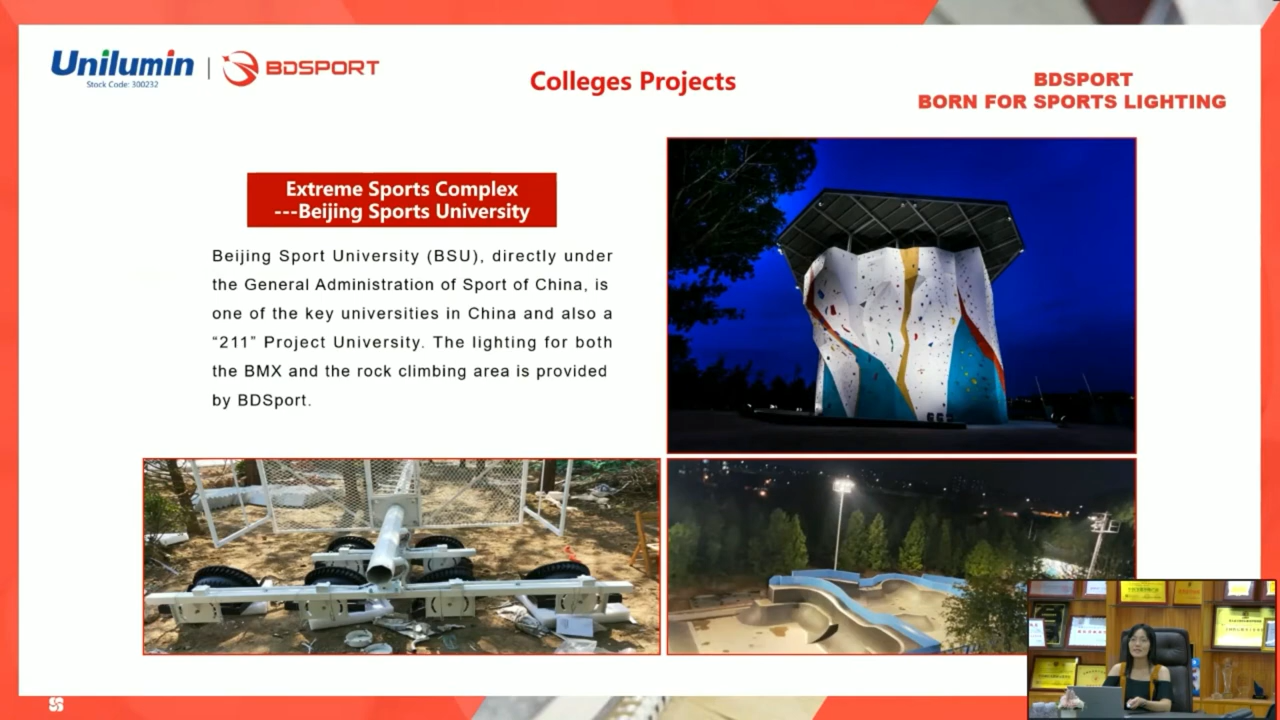 Unilumin
Stock Code: 300232
BDSPORT
Colleges Projects
BDSPORT
BORN FOR SPORTS LIGHTING
Extreme Sports Complex
---Beijing Sports University
Beijing Sport University (BSU), directly under
the General Administration of Sport of China, is
one of the key universities in China and also a
“211” Project University. The lighting for both
the BMX and the rock climbing area is provided
by BDSport.